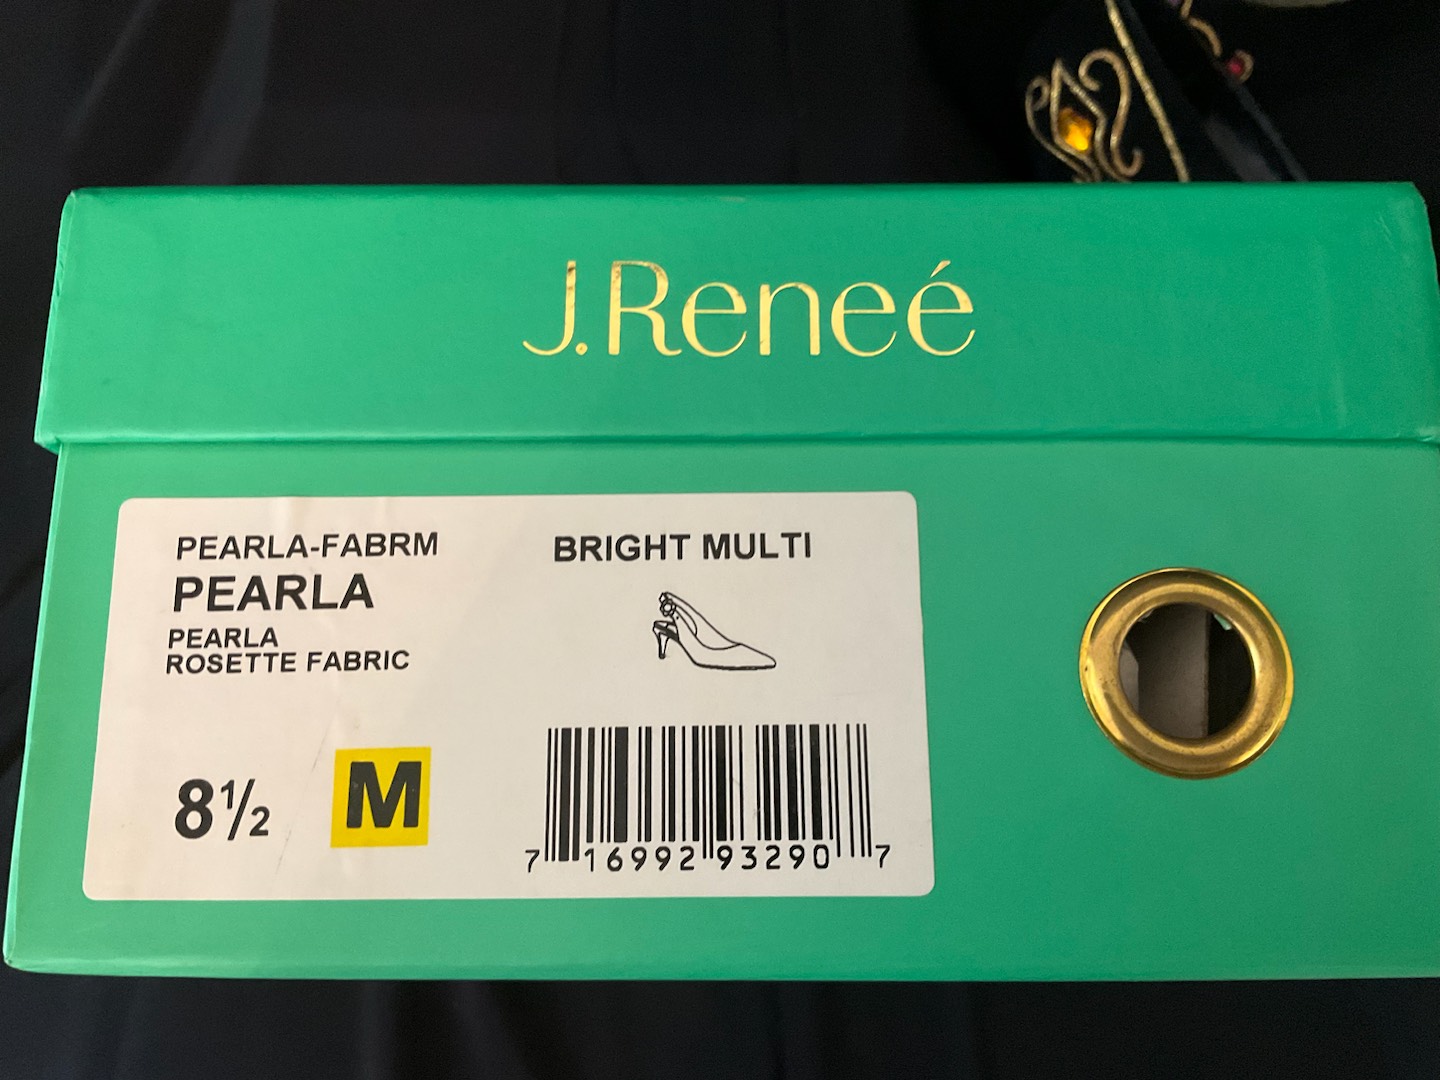 J.Reneé
PEARLA-FABRM
PEARLA
PEARLA
ROSETTE FABRIC
BRIGHT MULTI
8½
M
7 16992 93290 7